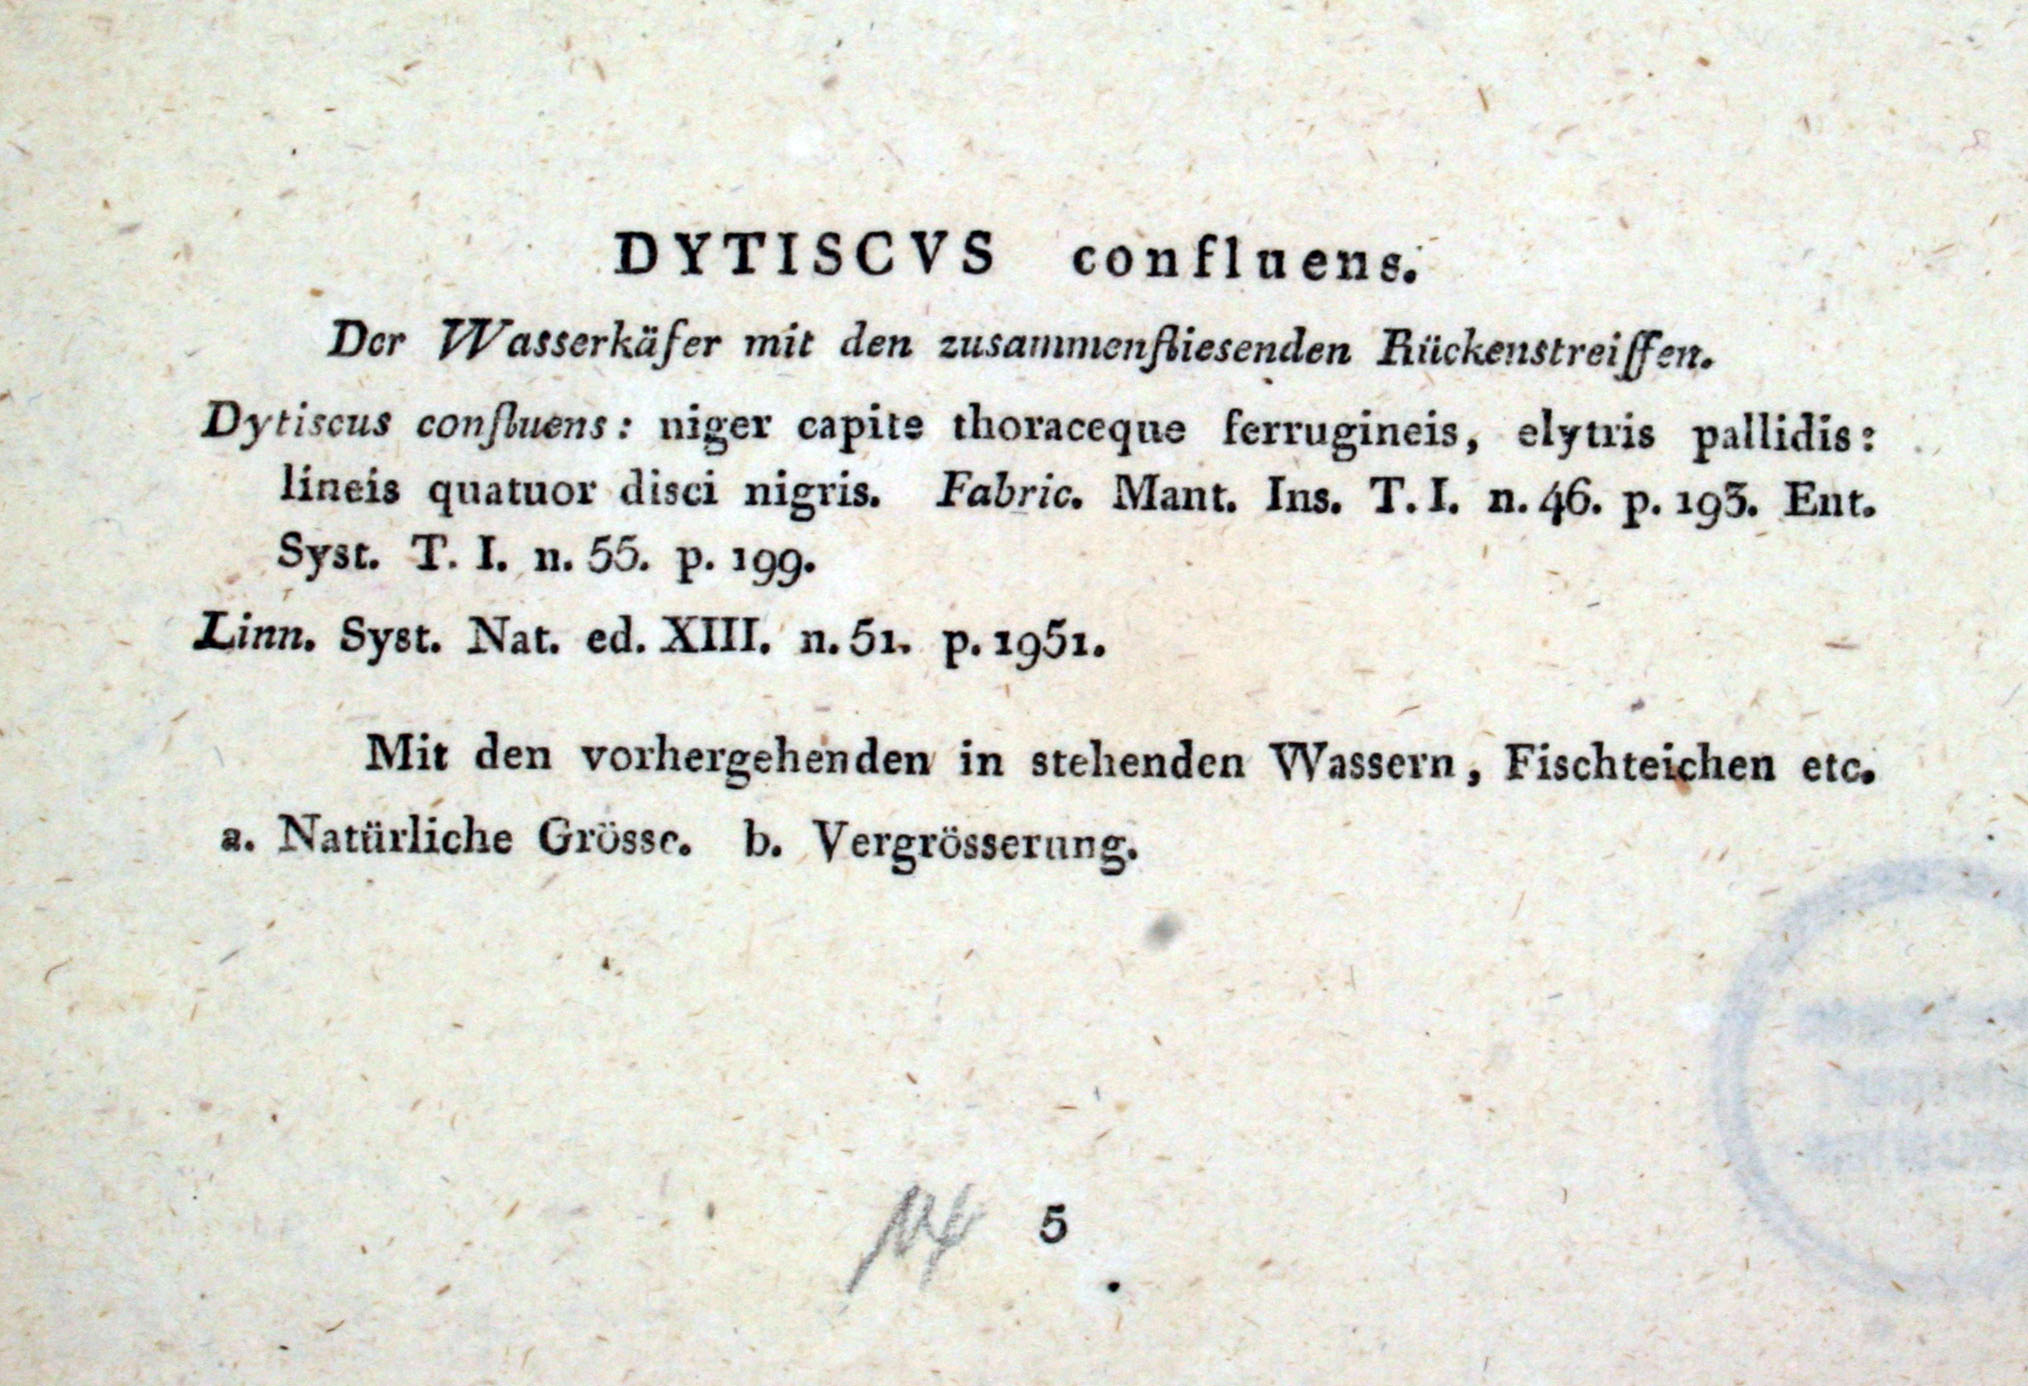 DYTISCVS confluens.
Der Wasserkäfer mit den zusammenfliesenden Rückenstreiffen.
Dytiscus confluens: niger capite thoraceque ferrugineis, elytris pallidis:
lineis quatuor disci nigris. Fabric. Mant. Ins. T. I. n. 46. p. 193. Ent.
Syst. T. I. n. 55. p. 199.
Linn. Syst. Nat. ed. XIII. n. 51. p. 1951.
Mit den vorhergehenden in stehenden Wassern, Fischteichen etc.
a. Natürliche Grösse. b. Vergrösserung.
5